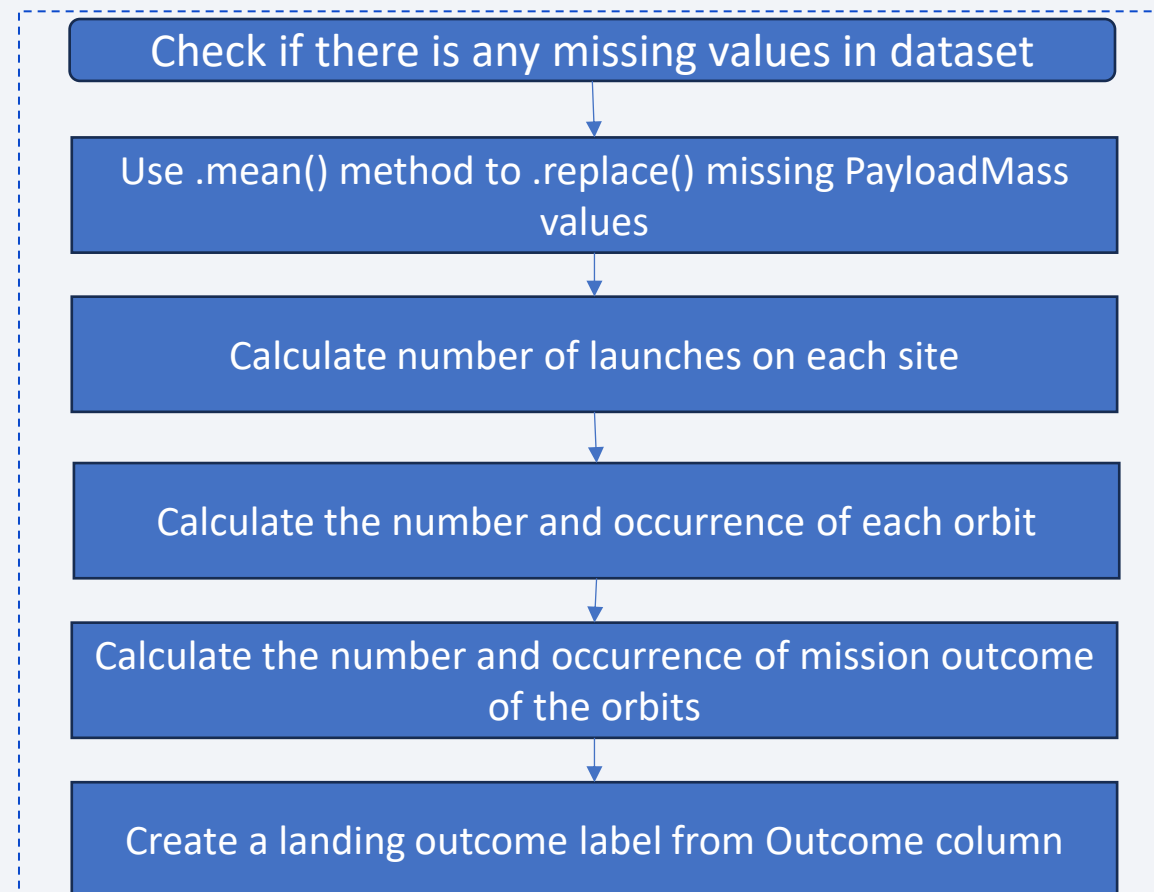 Check if there is any missing values in dataset
Use .mean() method to .replace() missing PayloadMass
values
Calculate number of launches on each site
Calculate the number and occurrence of each orbit
Calculate the number and occurrence of mission outcome
of the orbits
Create a landing outcome label from Outcome column